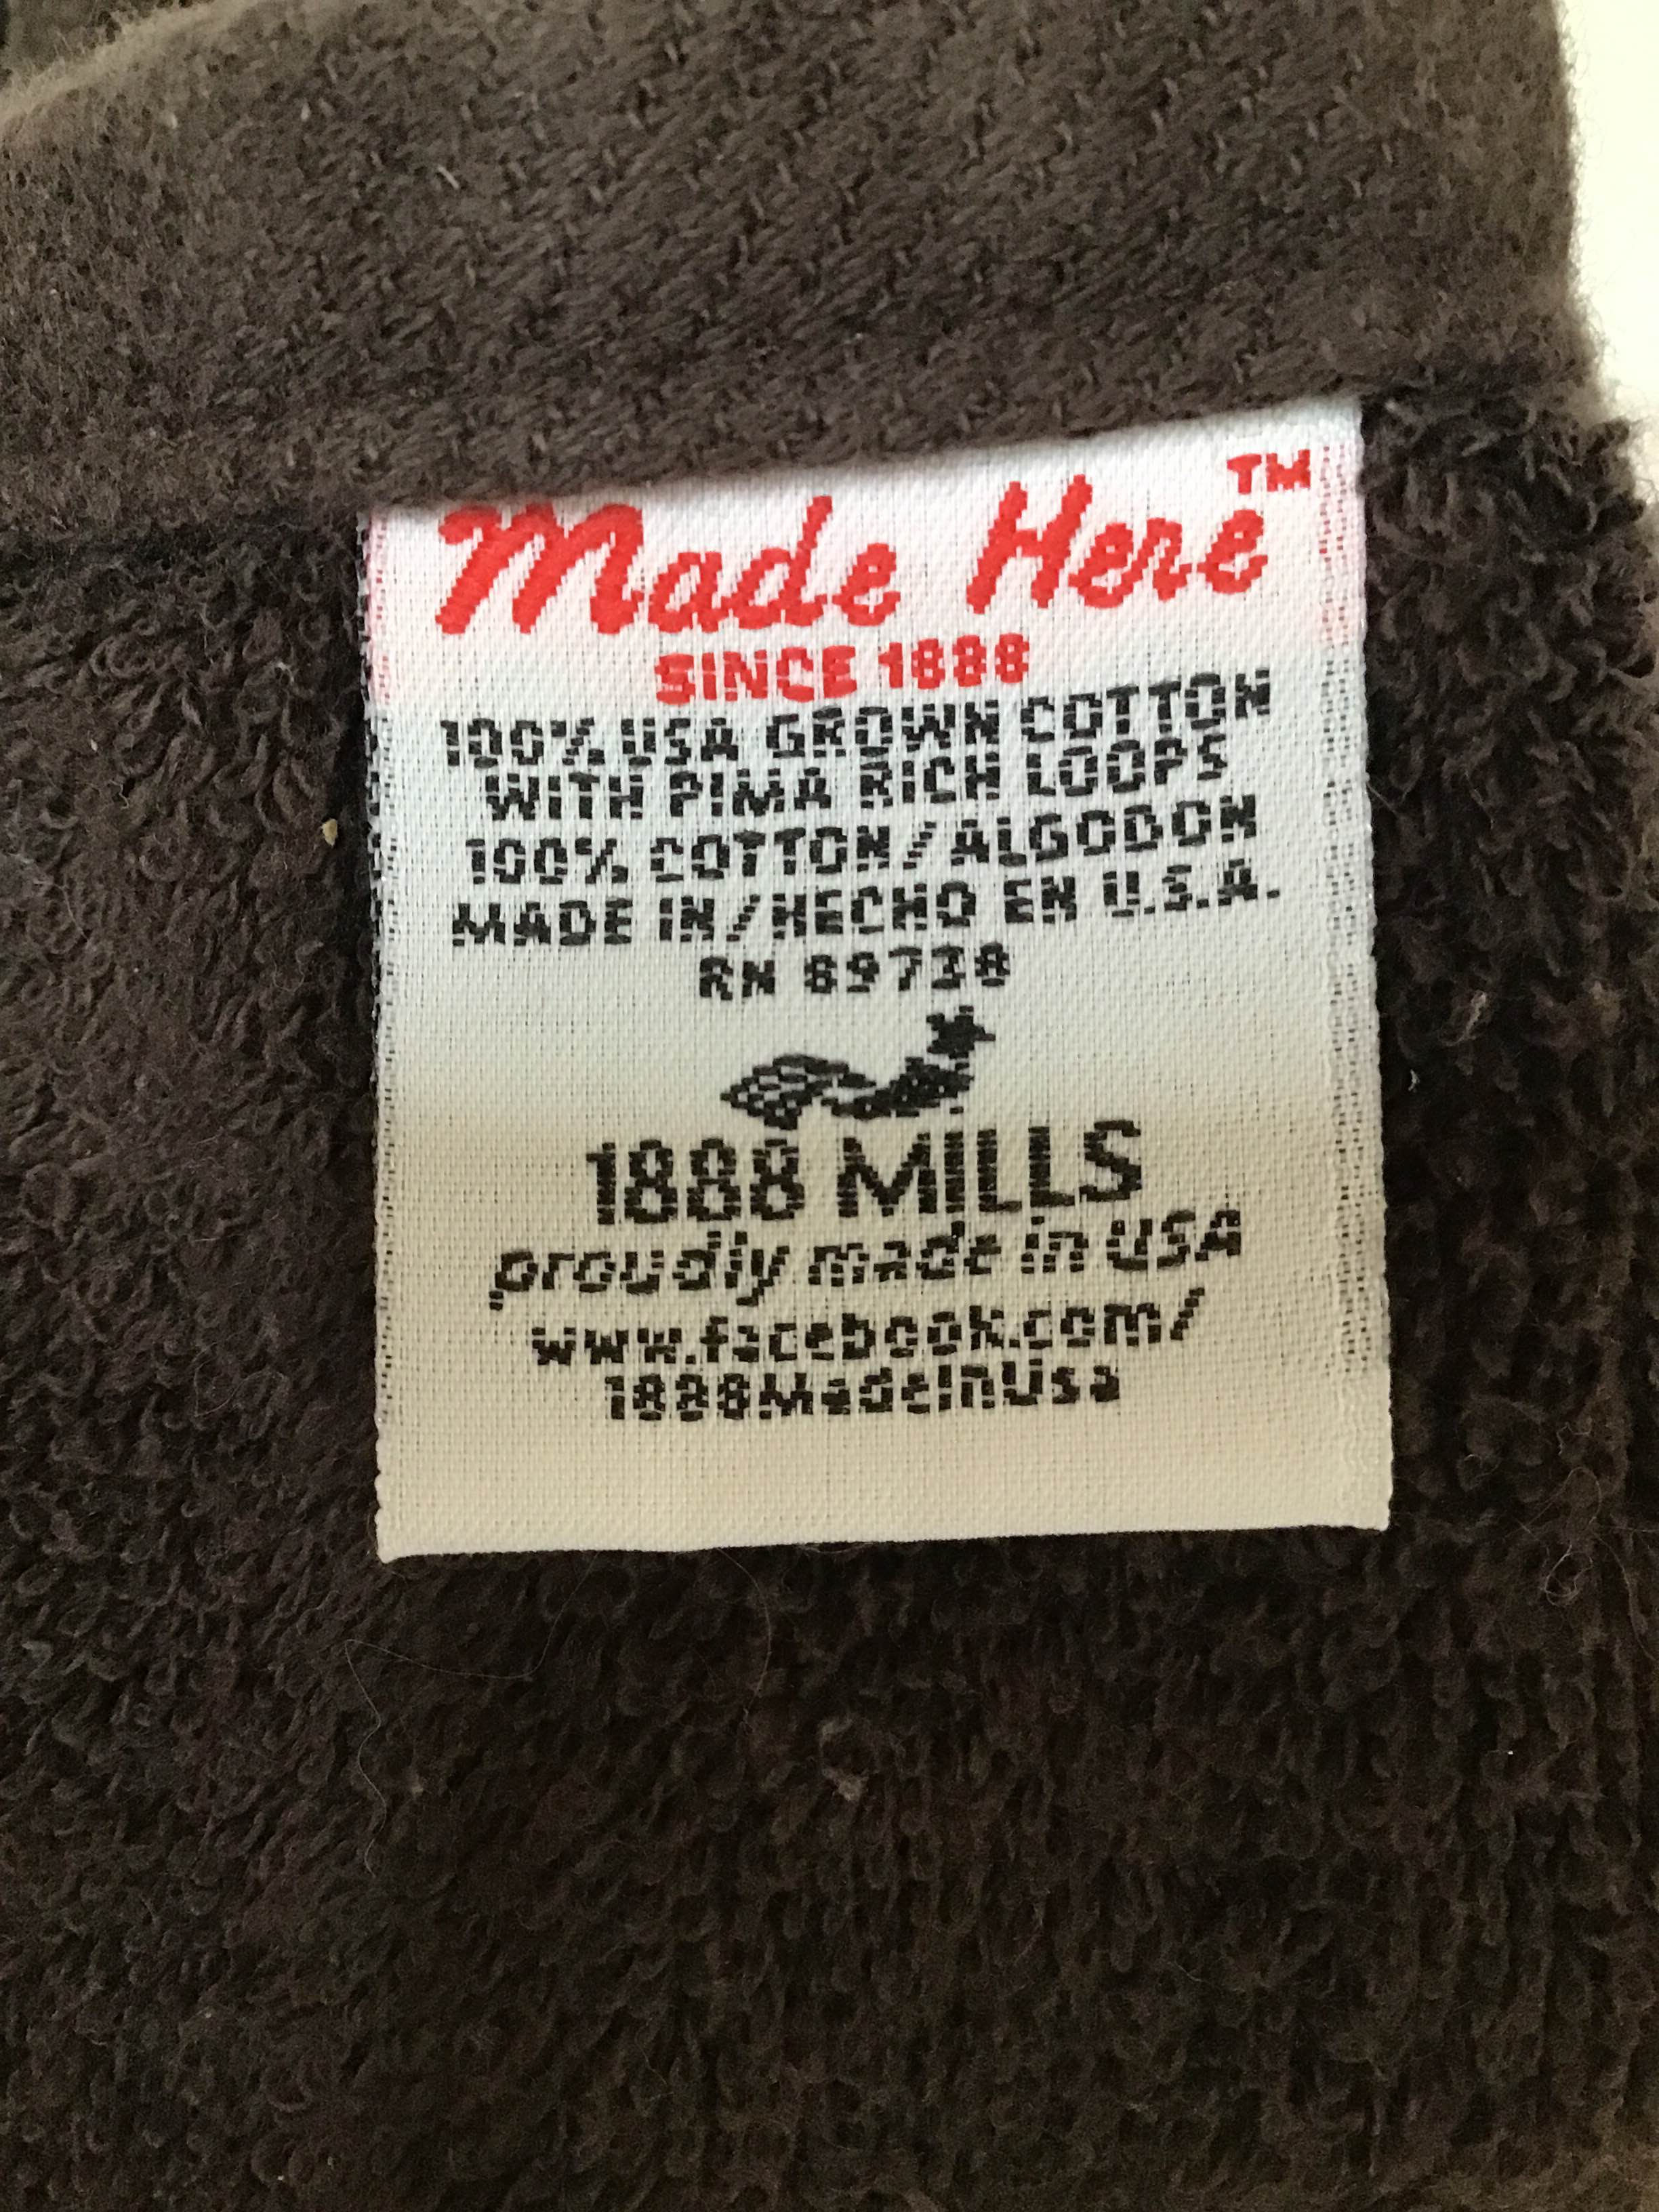 Made Here™
SINCE 1888
100% USA GROWN COTTON
WITH PIMA RICH LOOPS
100% COTTON/ALGODON
MADE IN/HECHO EN U.S.A.
RN 89738
1888 MILLS
proudly made in USA
www.facebook.com/
1888MadeInUsa